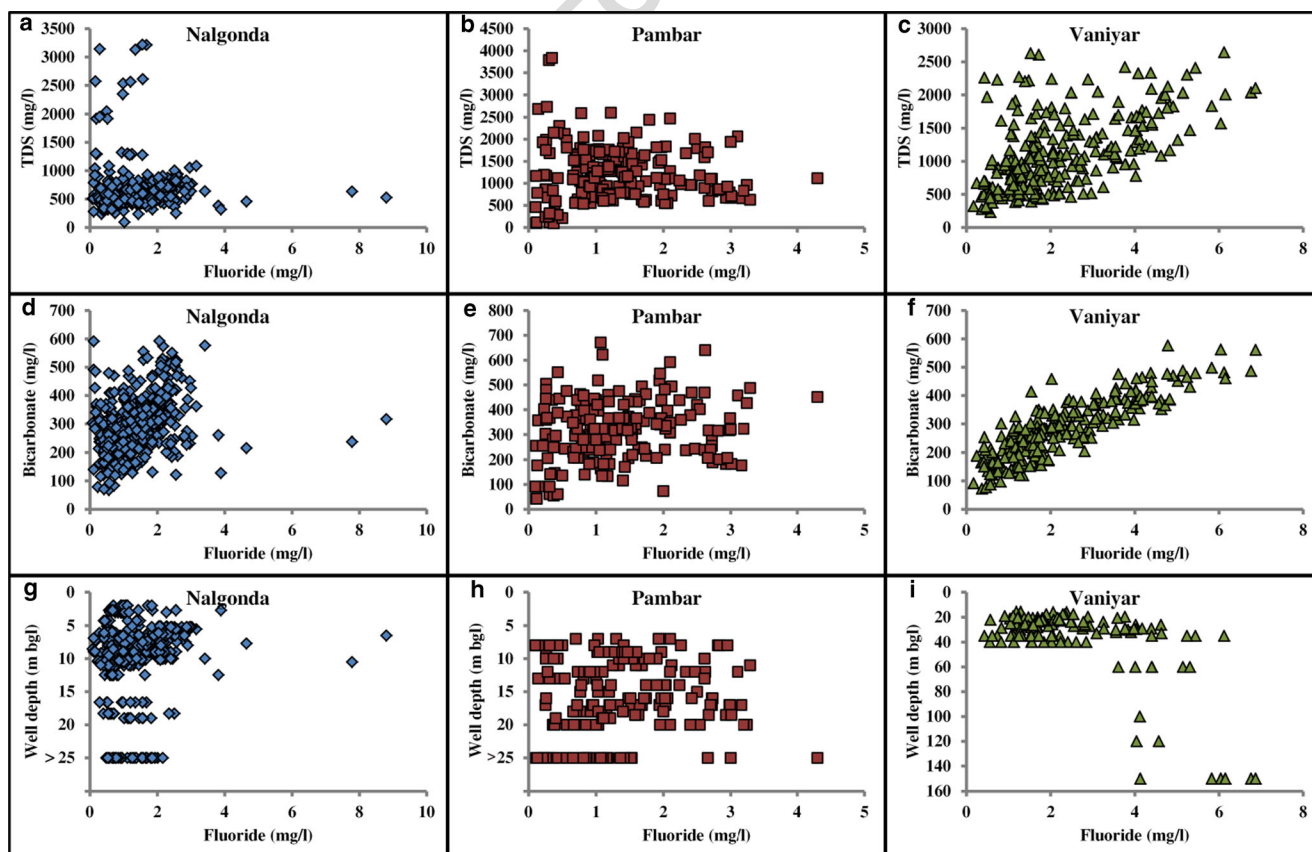 a Nalgonda
3500
3000
2500
2000
1500
1000
500
0
TDS (mg/l)
0 2 4 6 8 10
Fluoride (mg/l)
b Pambar
4500
4000
3500
3000
2500
2000
1500
1000
500
0
TDS (mg/l)
0 1 2 3 4 5
Fluoride (mg/l)
c Vaniyar
3000
2500
2000
1500
1000
500
0
TDS (mg/l)
0 2 4 6 8
Fluoride (mg/l)
d Nalgonda
700
600
500
400
300
200
100
0
Bicarbonate (mg/l)
0 2 4 6 8 10
Fluoride (mg/l)
e Pambar
800
700
600
500
400
300
200
100
0
Bicarbonate (mg/l)
0 1 2 3 4 5
Fluoride (mg/l)
f Vaniyar
700
600
500
400
300
200
100
0
Bicarbonate (mg/l)
0 2 4 6 8
Fluoride (mg/l)
g Nalgonda
0
5
10
15
20
>25
Well depth (m bgl)
0 2 4 6 8 10
Fluoride (mg/l)
h Pambar
0
5
10
15
20
>25
Well depth (m bgl)
0 1 2 3 4 5
Fluoride (mg/l)
i Vaniyar
0
20
40
60
80
100
120
140
160
Well depth (m bgl)
0 2 4 6 8
Fluoride (mg/l)